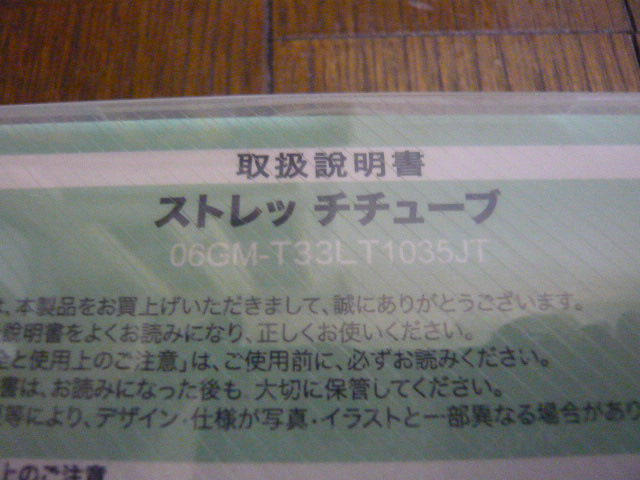 取扱説明書
ストレッチチューブ
06GM-T33LT1035JT
は、本製品をお買上げいただきまして、誠にありがとうございます。
説明書をよくお読みになり、正しくお使いください。
全と使用上のご注意」は、ご使用前に、必ずお読みください。
書は、お読みになった後も 大切に保管してください。
等により、デザイン・仕様が写真・イラストと一部異なる場合があり
上のご注意